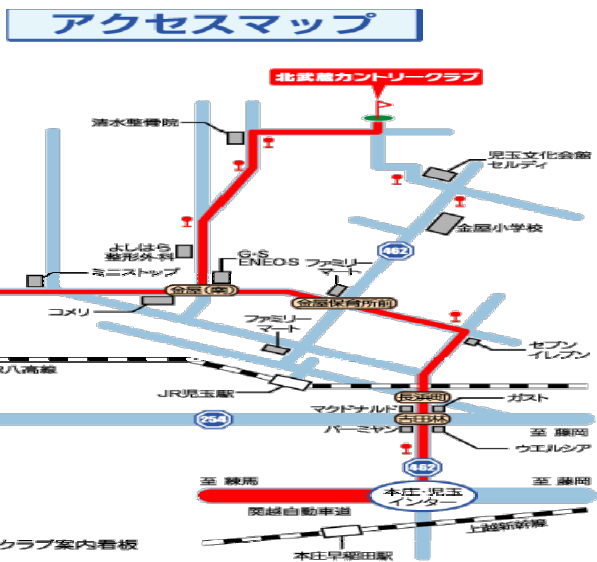 アクセスマップ
北武蔵カントリークラブ
清水整骨院
児玉文化会館
セルディ
金屋小学校
462
よしはら
整形外科
G・S
ENEOS
ファミリー
マート
ミニストップ
金屋(東)
金屋保育所前
コメリ
ファミリー
マート
セブン
イレブン
JR八高線
JR児玉駅
長浜町
ガスト
マクドナルド
254
吉田林
至 藤岡
バーミヤン
ウエルシア
462
至 練馬
至 藤岡
本庄・児玉
インター
関越自動車道
上越新幹線
クラブ案内看板
本庄早稲田駅